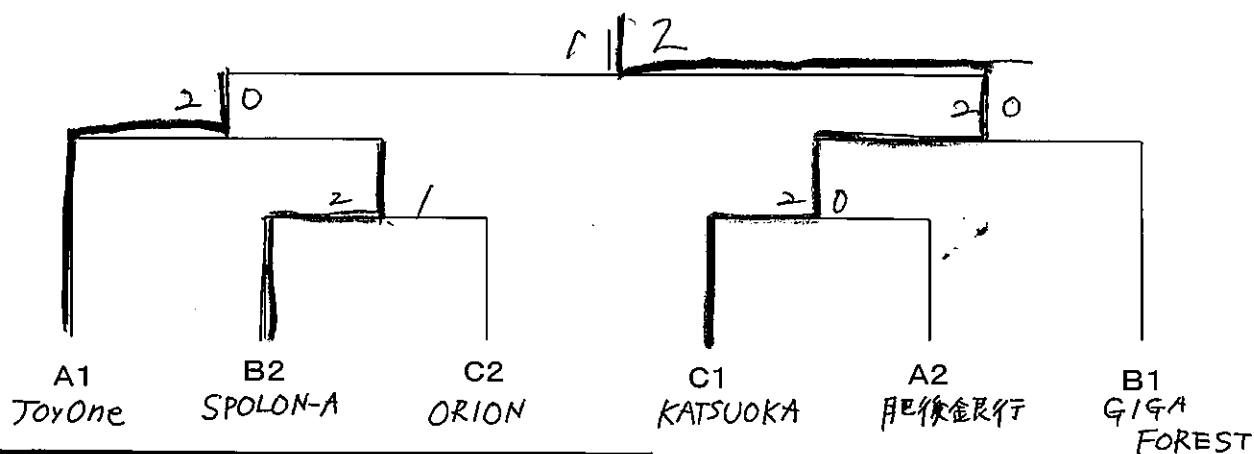 1 2
2 0
2 0
2 1
2 0
A1
B2
C2
C1
A2
B1
JoyOne
SPOLON-A
ORION
KATSUOKA
肥後銀行
GIGA
FOREST